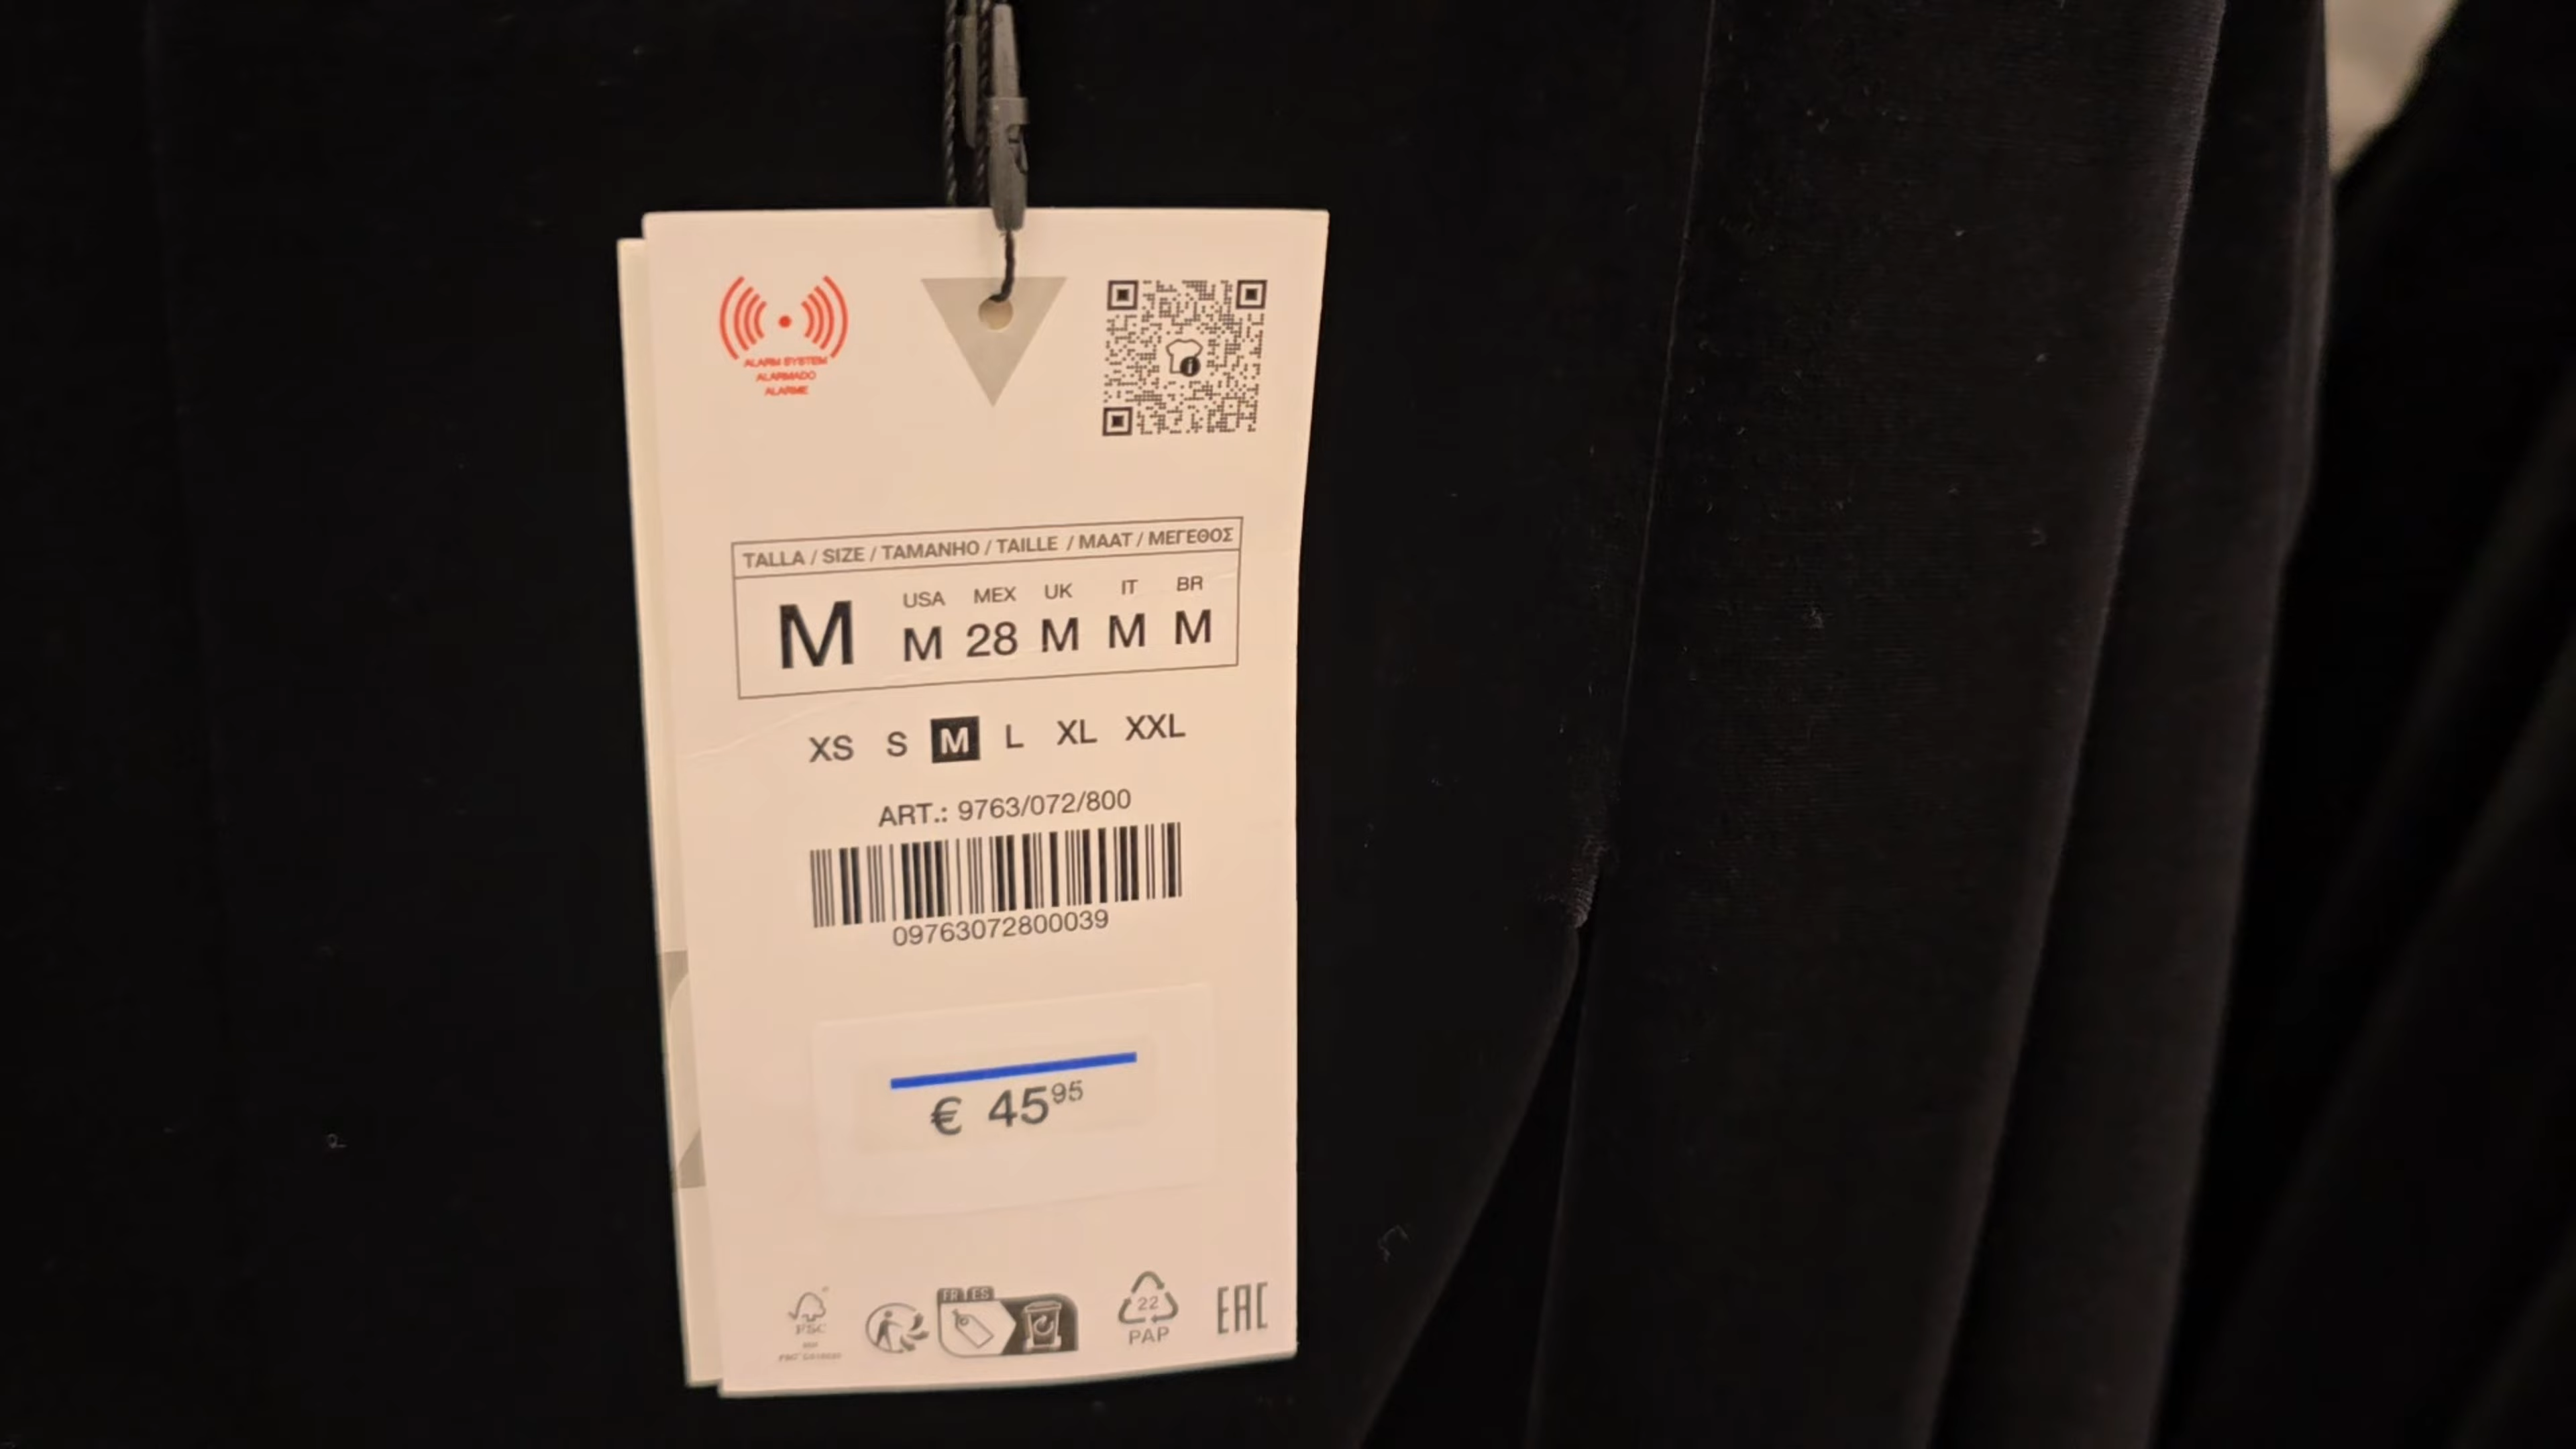 ALARM SYSTEM
ALARMADO
ALARME
TALLA / SIZE / TAMANHO / TAILLE / MAAT / ΜΕΓΕΘΟΣ
USA MEX UK IT BR
M M 28 M M M
XS S M L XL XXL
ART.: 9763/072/800
09763072800039
€ 45⁹⁵
FR ES
FSC
22
PAP
EAC